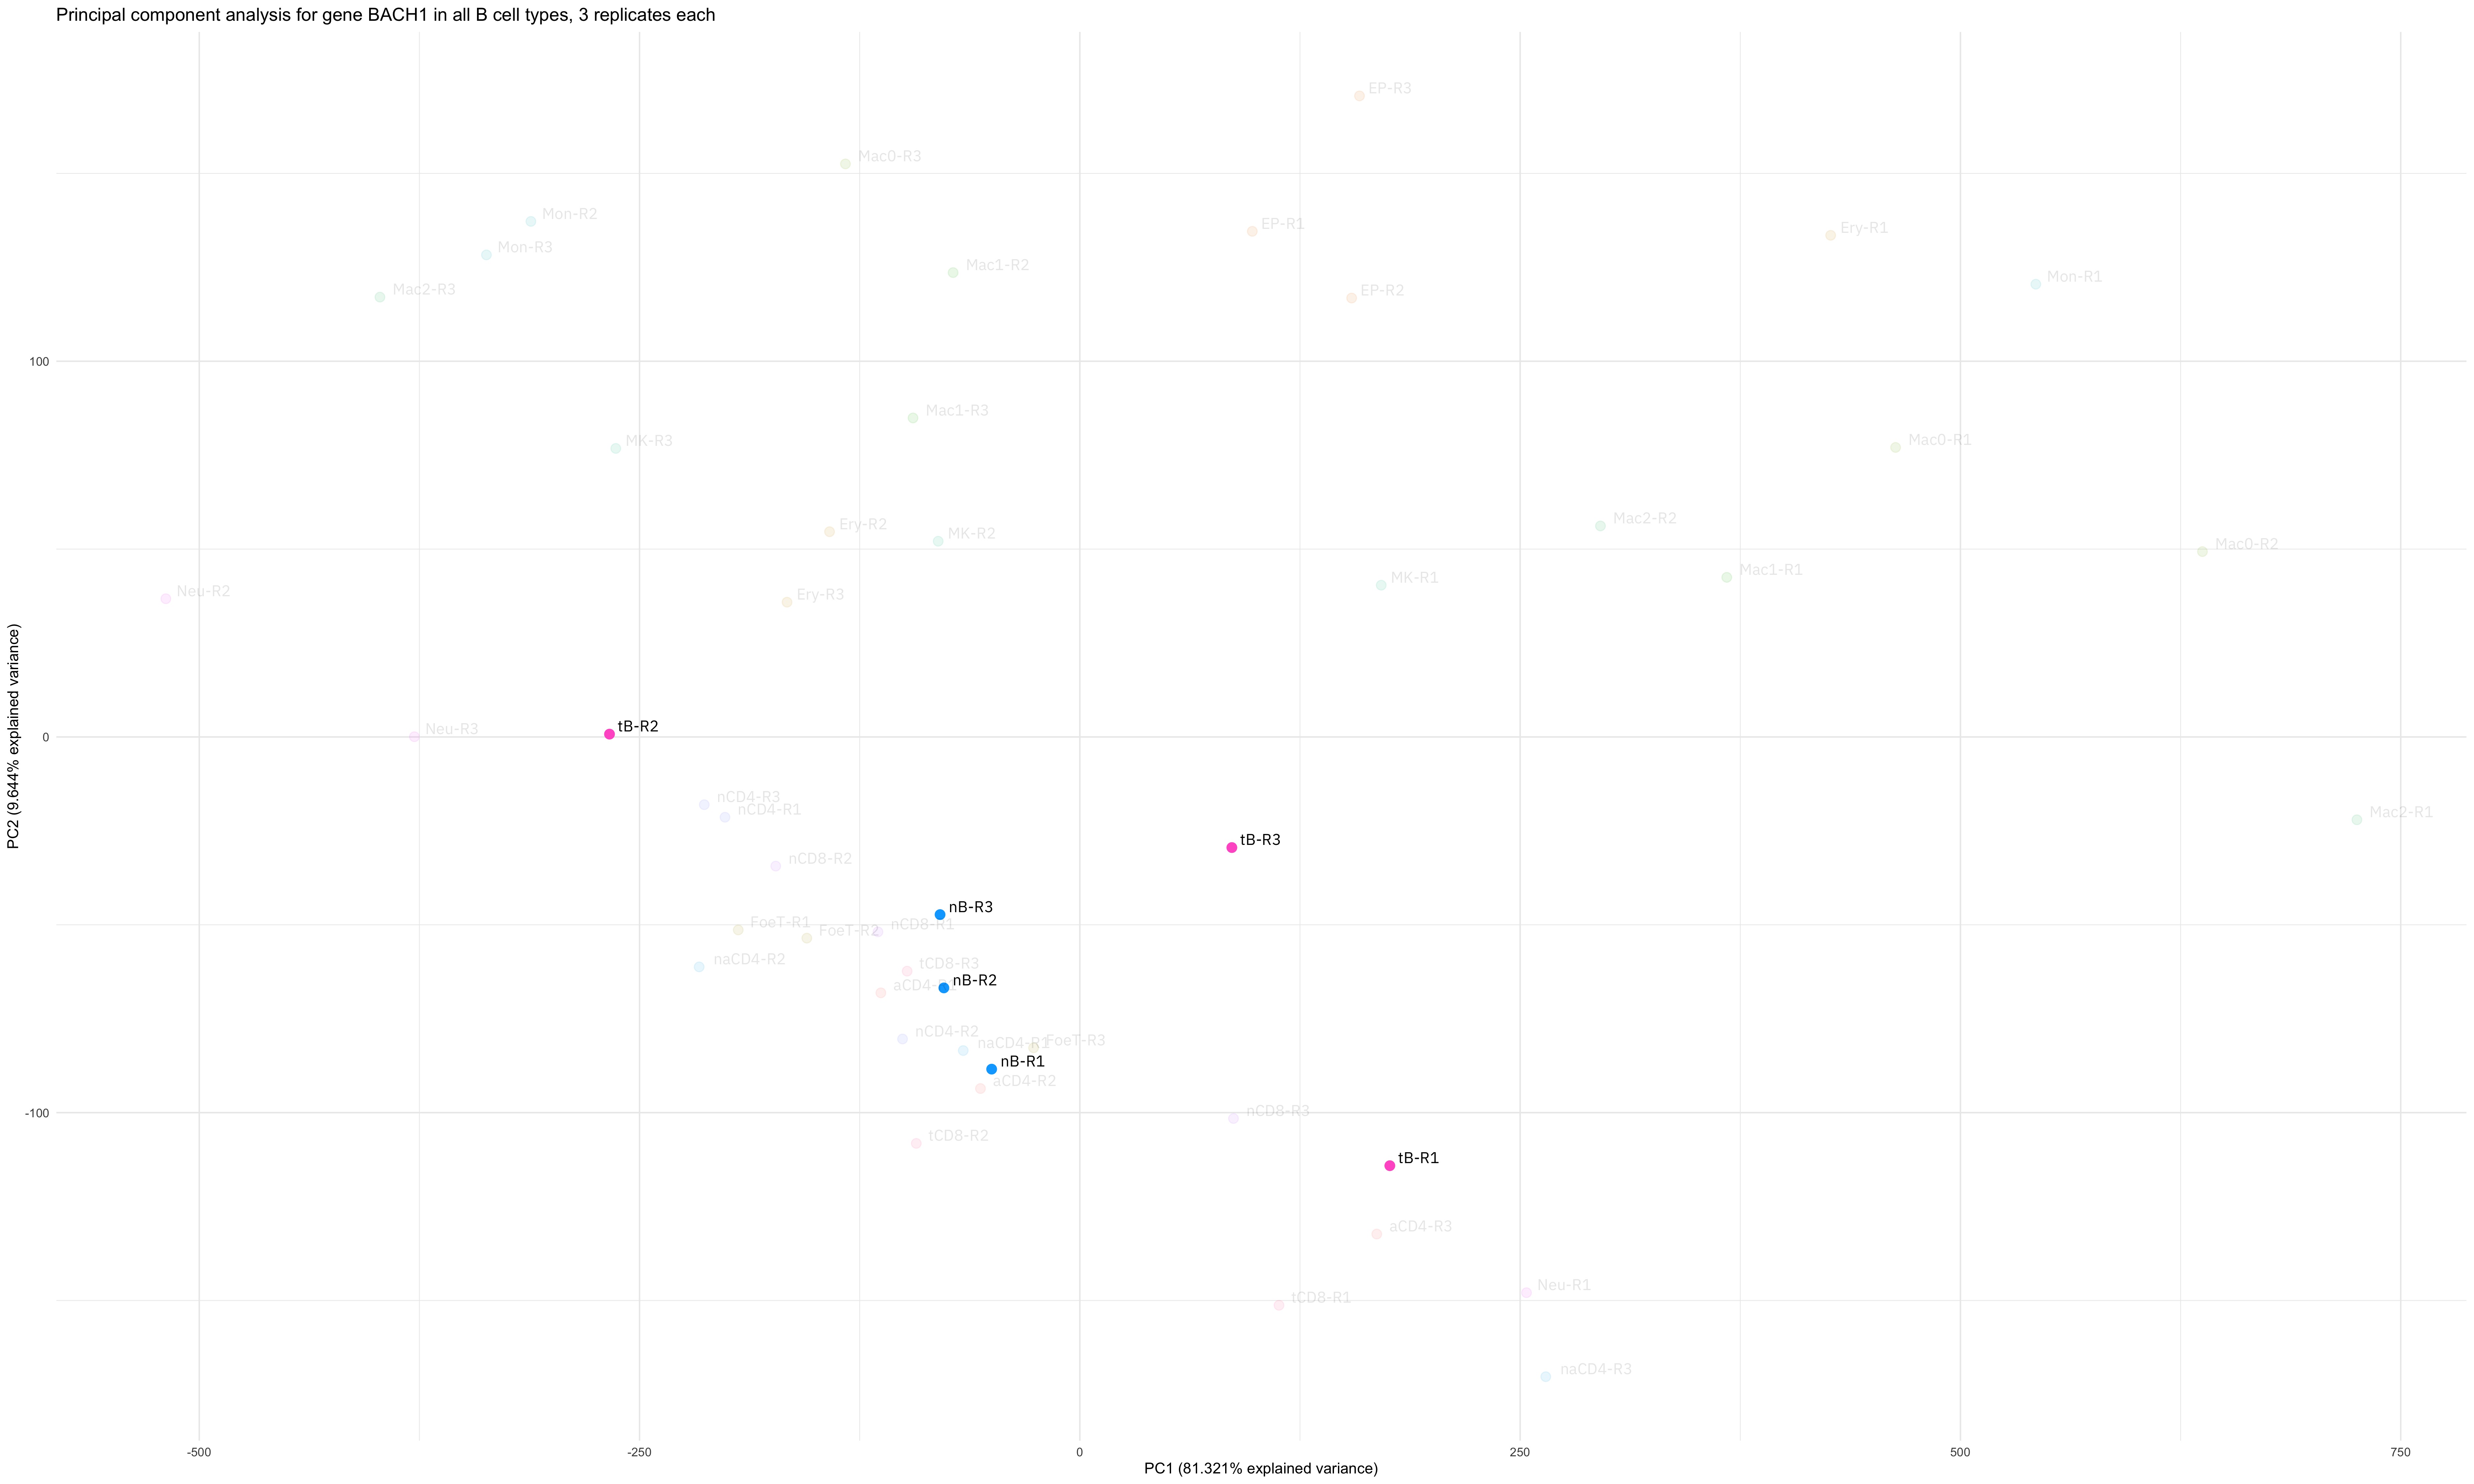 Principal component analysis for gene BACH1 in all B cell types, 3 replicates each
EP-R3
Mac0-R3
Mon-R2
EP-R1
Ery-R1
Mon-R3
Mac1-R2
Mon-R1
Mac2-R3
EP-R2
100
Mac1-R3
MK-R3
Mac0-R1
Ery-R2
MK-R2
Mac2-R2
Mac0-R2
Mac1-R1
MK-R1
Neu-R2
Ery-R3
PC2 (9.644% explained variance)
tB-R2
Neu-R3
0
nCD4-R3
nCD4-R1
Mac2-R1
tB-R3
nCD8-R2
nB-R3
FoeT-R1
nCD8-R1
FoeT-R2
naCD4-R2
tCD8-R3
nB-R2
aCD4-R1
nCD4-R2
naCD4-R1
FoeT-R3
nB-R1
aCD4-R2
-100
nCD8-R3
tCD8-R2
tB-R1
aCD4-R3
Neu-R1
tCD8-R1
naCD4-R3
-500
-250
0
250
500
750
PC1 (81.321% explained variance)